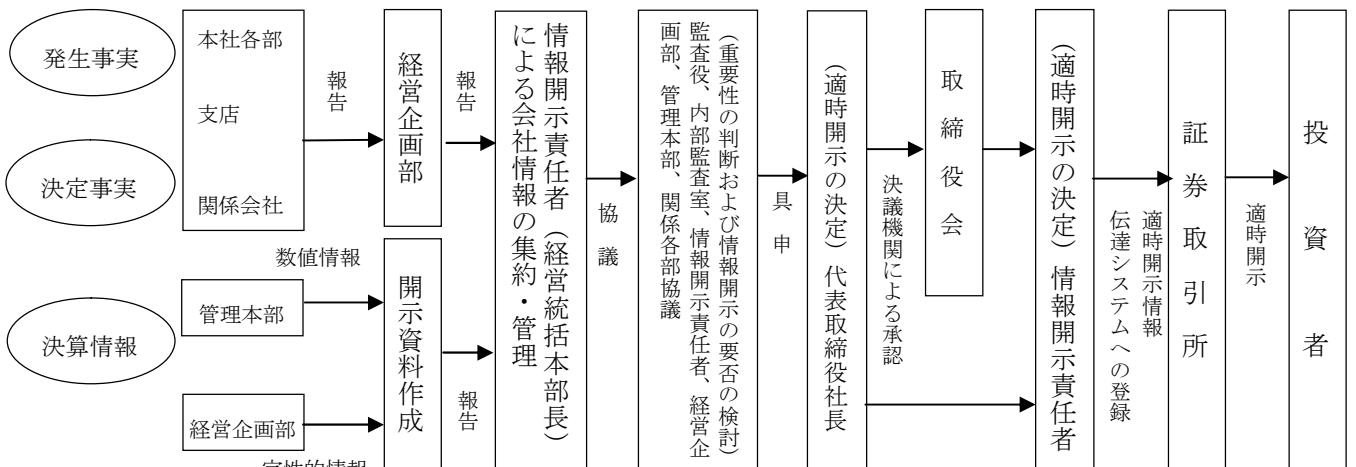 発生事実
決定事実
決算情報
本社各部
支店
関係会社
報告
経営企画部
報告
数値情報
管理本部
経営企画部
定性的情報
開示資料作成
報告
情報開示責任者（経営統括本部長）
による会社情報の集約・管理
協議
（重要性の判断および情報開示の要否の検討）
監査役、内部監査室、情報開示責任者、経営企
画部、管理本部、関係各部協議
具申
（適時開示の決定）代表取締役社長
決議機関による承認
取締役会
（適時開示の決定）情報開示責任者
適時開示情報
伝達システムへの登録
証券取引所
適時開示
投資者